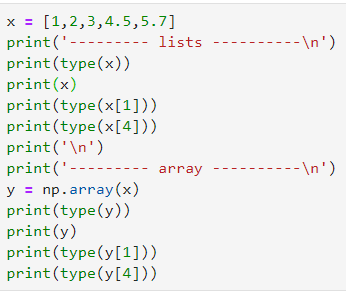 x = [1,2,3,4.5,5.7]
print('--------- lists ----------\n')
print(type(x))
print(x)
print(type(x[1]))
print(type(x[4]))
print('\n')
print('--------- array ----------\n')
y = np.array(x)
print(type(y))
print(y)
print(type(y[1]))
print(type(y[4]))